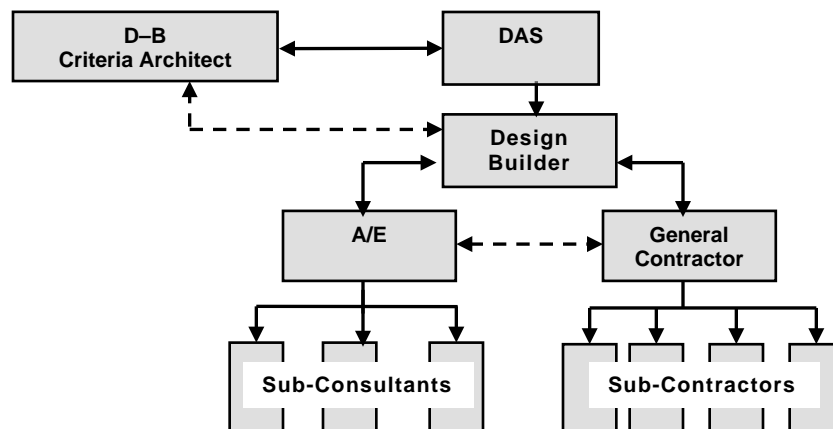 D–B
Criteria Architect
DAS
Design
Builder
A/E
General
Contractor
Sub-Consultants
Sub-Contractors